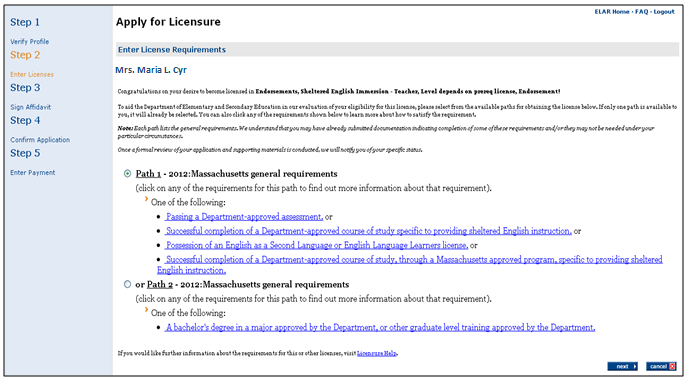 ELAR Home - FAQ - Logout
Step 1
Verify Profile
Step 2
Enter Licenses
Step 3
Sign Affidavit
Step 4
Confirm Application
Step 5
Enter Payment
Apply for Licensure
Enter License Requirements
Mrs. Maria L. Cyr
Congratulations on your desire to become licensed in Endorsements, Sheltered English Immersion - Teacher, Level depends on prereq license, Endorsement!
To aid the Department of Elementary and Secondary Education in our evaluation of your eligibility for this license, please select from the available paths for obtaining the license below. If only one path is available to
you, it will already be selected. You can also click any of the requirements shown below to learn more about how to satisfy the requirement.
Note: Each path lists the general requirements. We understand that you may have already submitted documentation indicating completion of some of these requirements and/or they may not be needed under your
particular circumstances.
Once a formal review of your application and supporting materials is conducted, we will notify you of your specific status.
Path 1 - 2012:Massachusetts general requirements
(click on any of the requirements for this path to find out more information about that requirement).
One of the following:
• Passing a Department-approved assessment. or
• Successful completion of a Department-approved course of study specific to providing sheltered English instruction. or
• Possession of an English as a Second Language or English Language Learners license. or
• Successful completion of a Department-approved course of study, through a Massachusetts approved program, specific to providing sheltered
English instruction.
or Path 2 - 2012:Massachusetts general requirements
(click on any of the requirements for this path to find out more information about that requirement).
One of the following:
• A bachelor's degree in a major approved by the Department, or other graduate level training approved by the Department.
If you would like further information about the requirements for this or other licenses, visit Licensure Help.
next
cancel